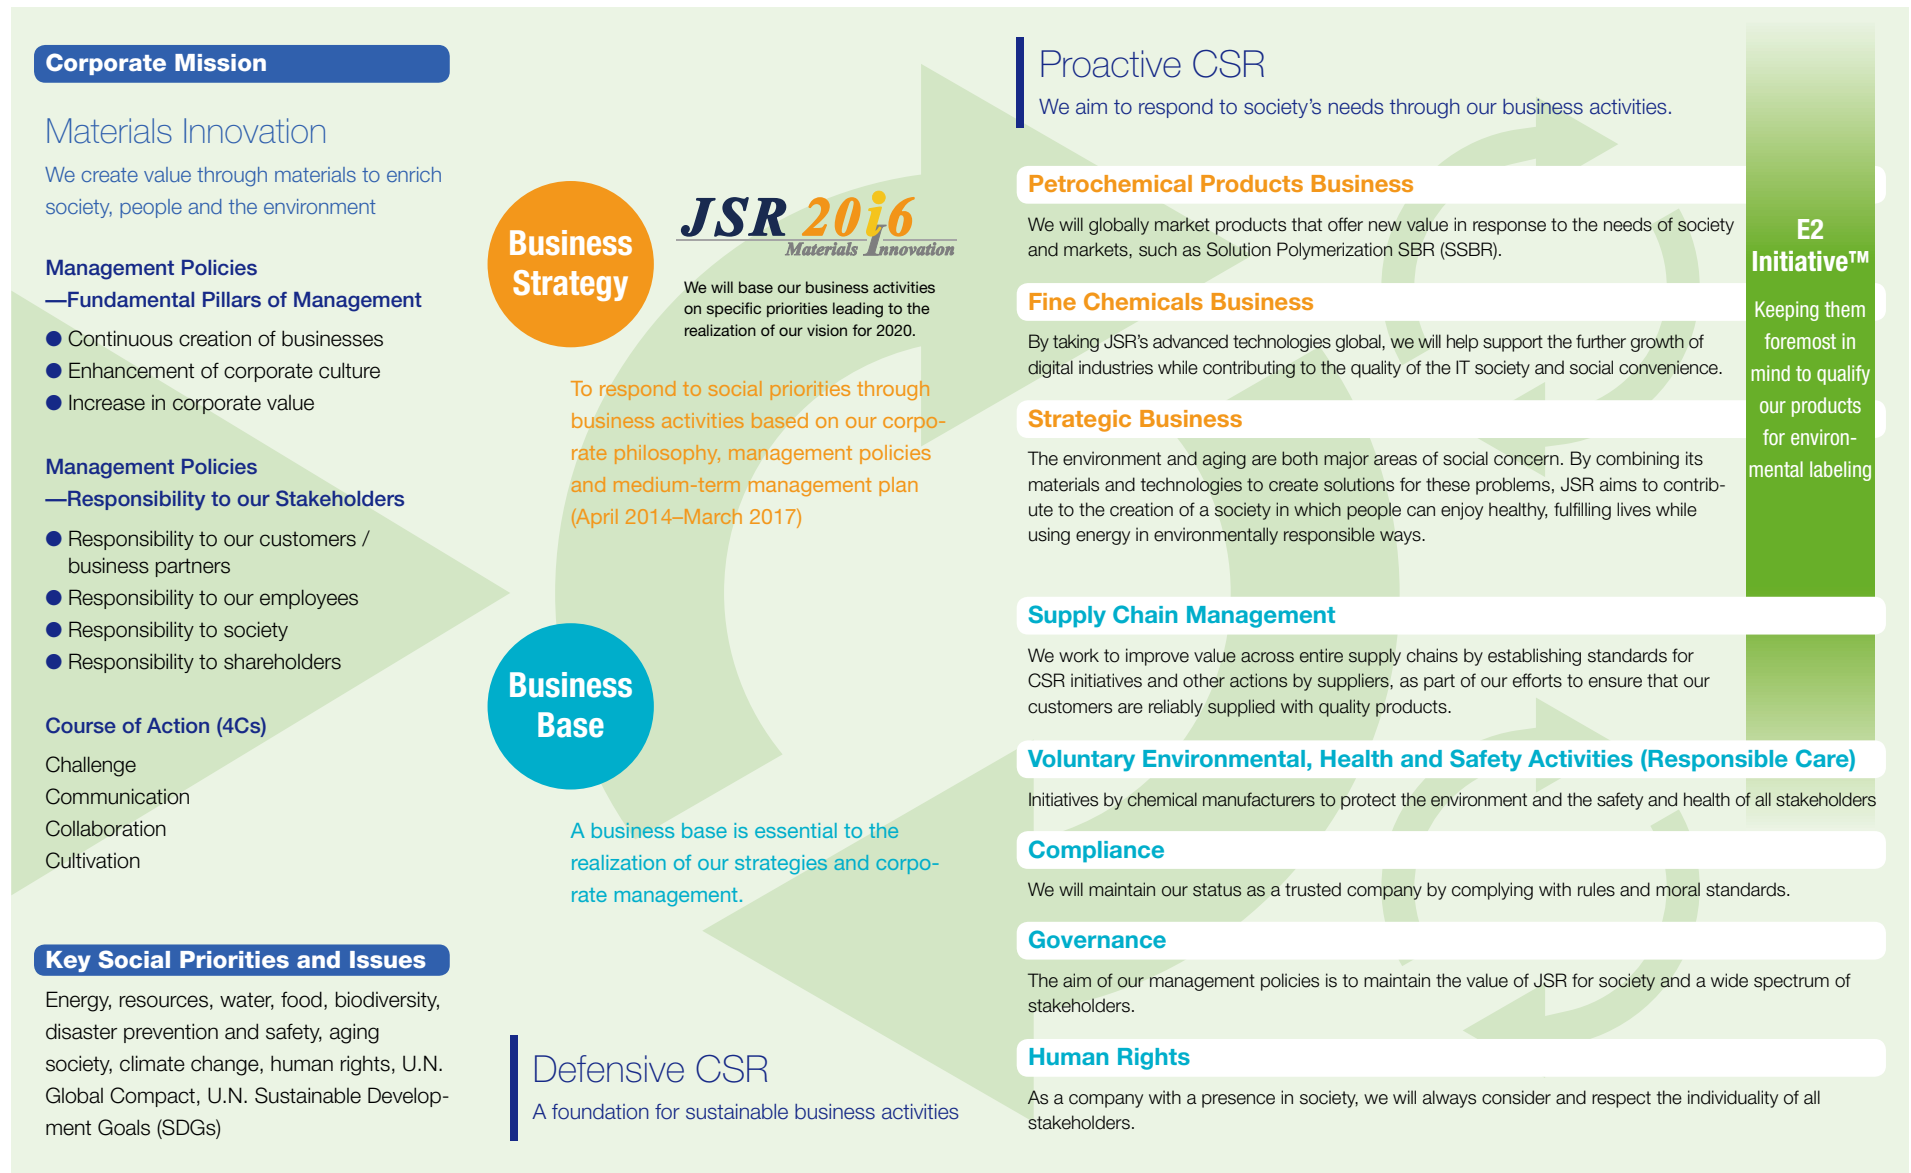 Corporate Mission
Materials Innovation
We create value through materials to enrich
society, people and the environment
Management Policies
—Fundamental Pillars of Management
● Continuous creation of businesses
● Enhancement of corporate culture
● Increase in corporate value
Management Policies
—Responsibility to our Stakeholders
● Responsibility to our customers /
business partners
● Responsibility to our employees
● Responsibility to society
● Responsibility to shareholders
Course of Action (4Cs)
Challenge
Communication
Collaboration
Cultivation
Key Social Priorities and Issues
Energy, resources, water, food, biodiversity,
disaster prevention and safety, aging
society, climate change, human rights, U.N.
Global Compact, U.N. Sustainable Develop-
ment Goals (SDGs)
Business
Strategy
JSR 20i6
Materials Innovation
We will base our business activities
on specific priorities leading to the
realization of our vision for 2020.
To respond to social priorities through
business activities based on our corpo-
rate philosophy, management policies
and medium-term management plan
(April 2014–March 2017)
Business
Base
A business base is essential to the
realization of our strategies and corpo-
rate management.
Defensive CSR
A foundation for sustainable business activities
Proactive CSR
We aim to respond to society’s needs through our business activities.
Petrochemical Products Business
We will globally market products that offer new value in response to the needs of society
and markets, such as Solution Polymerization SBR (SSBR).
Fine Chemicals Business
By taking JSR’s advanced technologies global, we will help support the further growth of
digital industries while contributing to the quality of the IT society and social convenience.
Strategic Business
The environment and aging are both major areas of social concern. By combining its
materials and technologies to create solutions for these problems, JSR aims to contrib-
ute to the creation of a society in which people can enjoy healthy, fulfilling lives while
using energy in environmentally responsible ways.
E2
Initiative™
Keeping them
foremost in
mind to qualify
our products
for environ-
mental labeling
Supply Chain Management
We work to improve value across entire supply chains by establishing standards for
CSR initiatives and other actions by suppliers, as part of our efforts to ensure that our
customers are reliably supplied with quality products.
Voluntary Environmental, Health and Safety Activities (Responsible Care)
Initiatives by chemical manufacturers to protect the environment and the safety and health of all stakeholders
Compliance
We will maintain our status as a trusted company by complying with rules and moral standards.
Governance
The aim of our management policies is to maintain the value of JSR for society and a wide spectrum of
stakeholders.
Human Rights
As a company with a presence in society, we will always consider and respect the individuality of all
stakeholders.